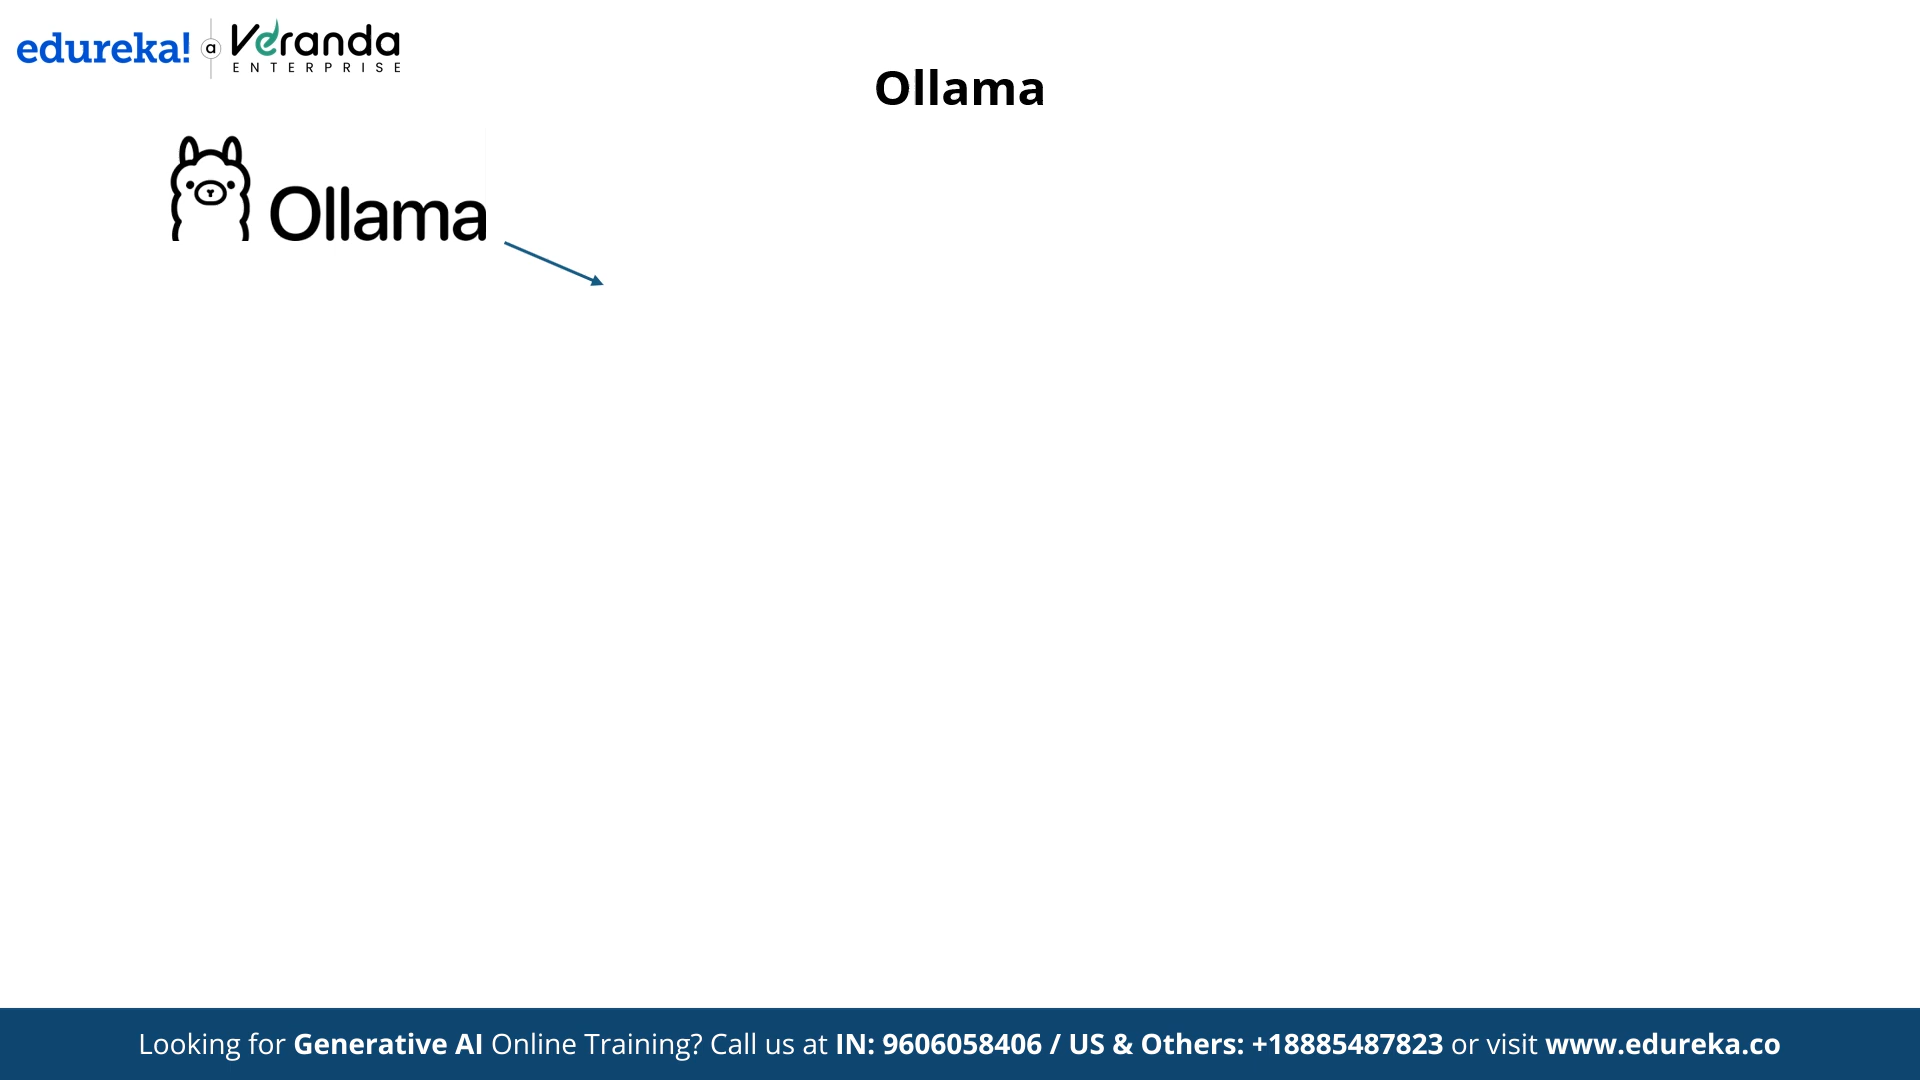 edureka! a Veranda
ENTERPRISE
Ollama
Ollama
Looking for Generative AI Online Training? Call us at IN: 9606058406 / US & Others: +18885487823 or visit www.edureka.co